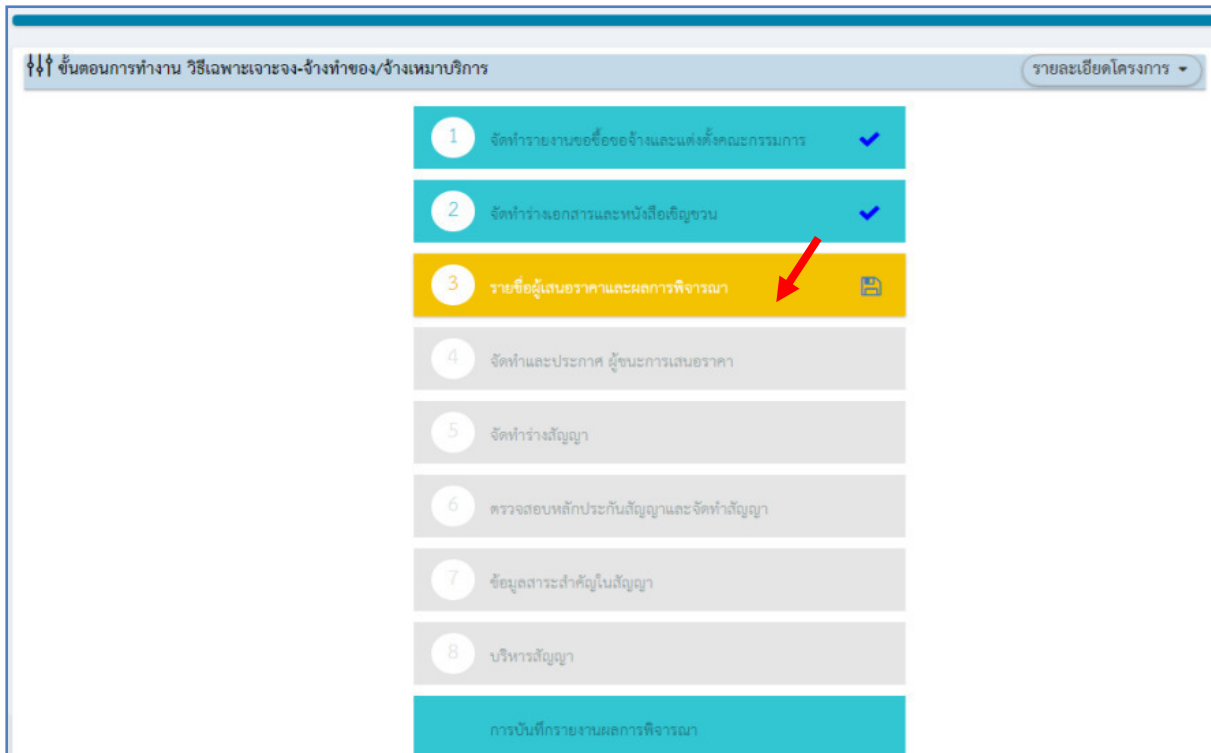 ขั้นตอนการทำงาน วิธีเฉพาะเจาะจง-จ้างทำของ/จ้างเหมาบริการ
รายละเอียดโครงการ
1 จัดทำรายงานขอซื้อขอจ้างและแต่งตั้งคณะกรรมการ
2 จัดทำร่างเอกสารและหนังสือเชิญชวน
3 รายชื่อผู้เสนอราคาและผลการพิจารณา
4 จัดทำและประกาศ ผู้ชนะการเสนอราคา
5 จัดทำร่างสัญญา
6 ตรวจสอบหลักประกันสัญญาและจัดทำสัญญา
7 ข้อมูลสาระสำคัญในสัญญา
8 บริหารสัญญา
การบันทึกรายงานผลการพิจารณา